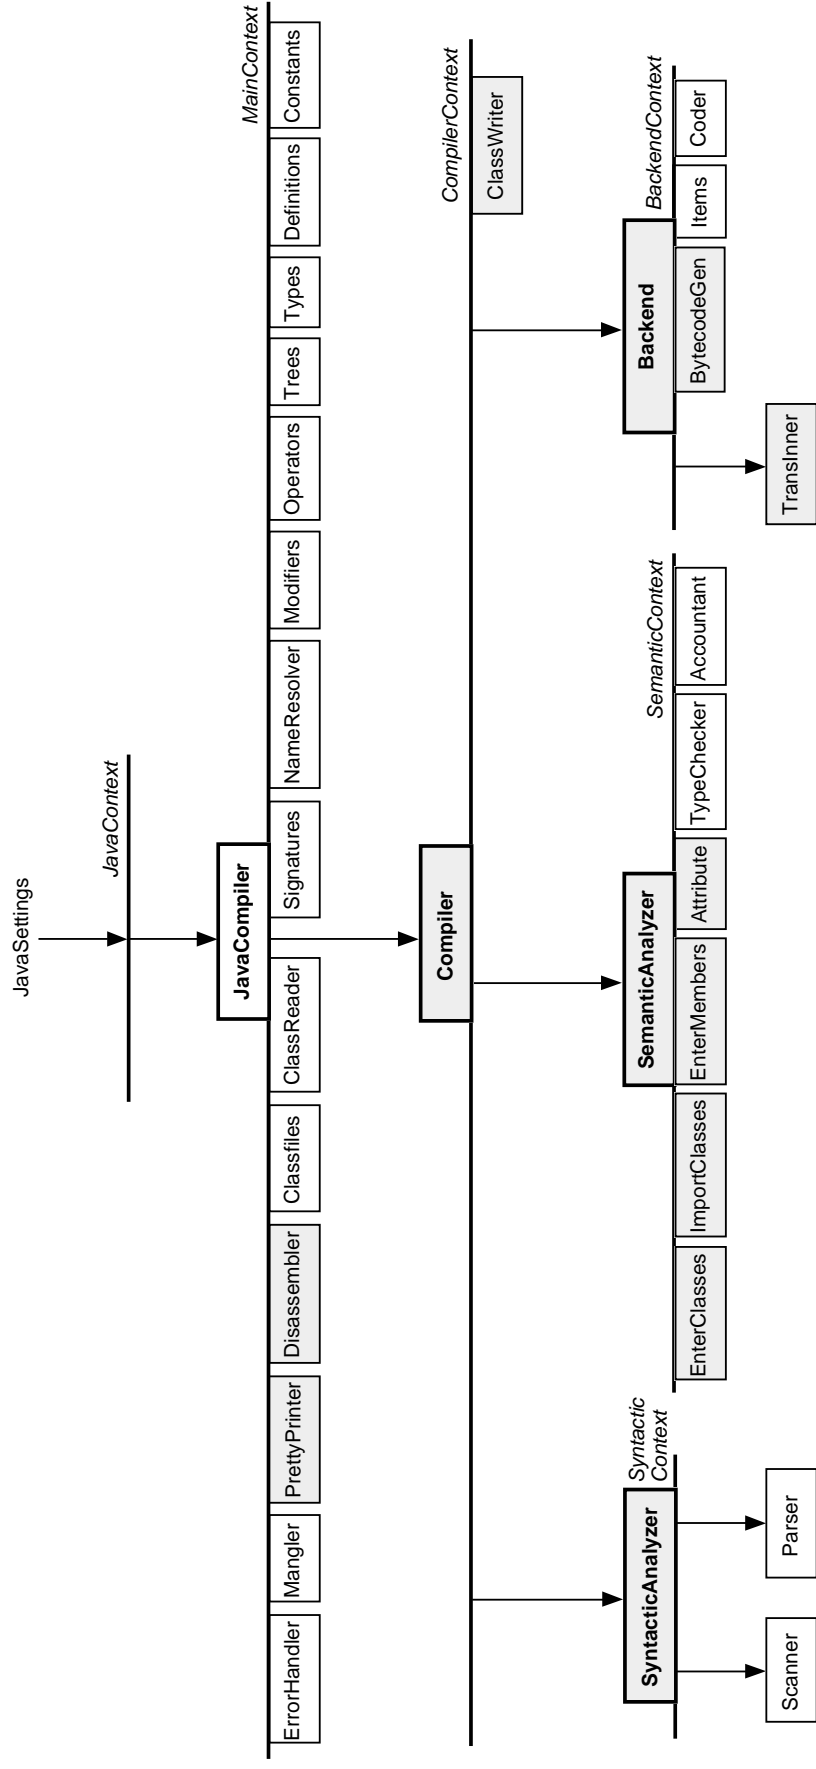 JavaSettings
JavaContext
JavaCompiler
MainContext
ErrorHandler
Mangler
PrettyPrinter
Disassembler
Classfiles
ClassReader
Signatures
NameResolver
Modifiers
Operators
Trees
Types
Definitions
Constants
Compiler
CompilerContext
ClassWriter
SyntacticAnalyzer
Syntactic
Context
Scanner
Parser
SemanticAnalyzer
SemanticContext
EnterClasses
ImportClasses
EnterMembers
Attribute
TypeChecker
Accountant
Backend
BackendContext
BytecodeGen
Items
Coder
TransInner